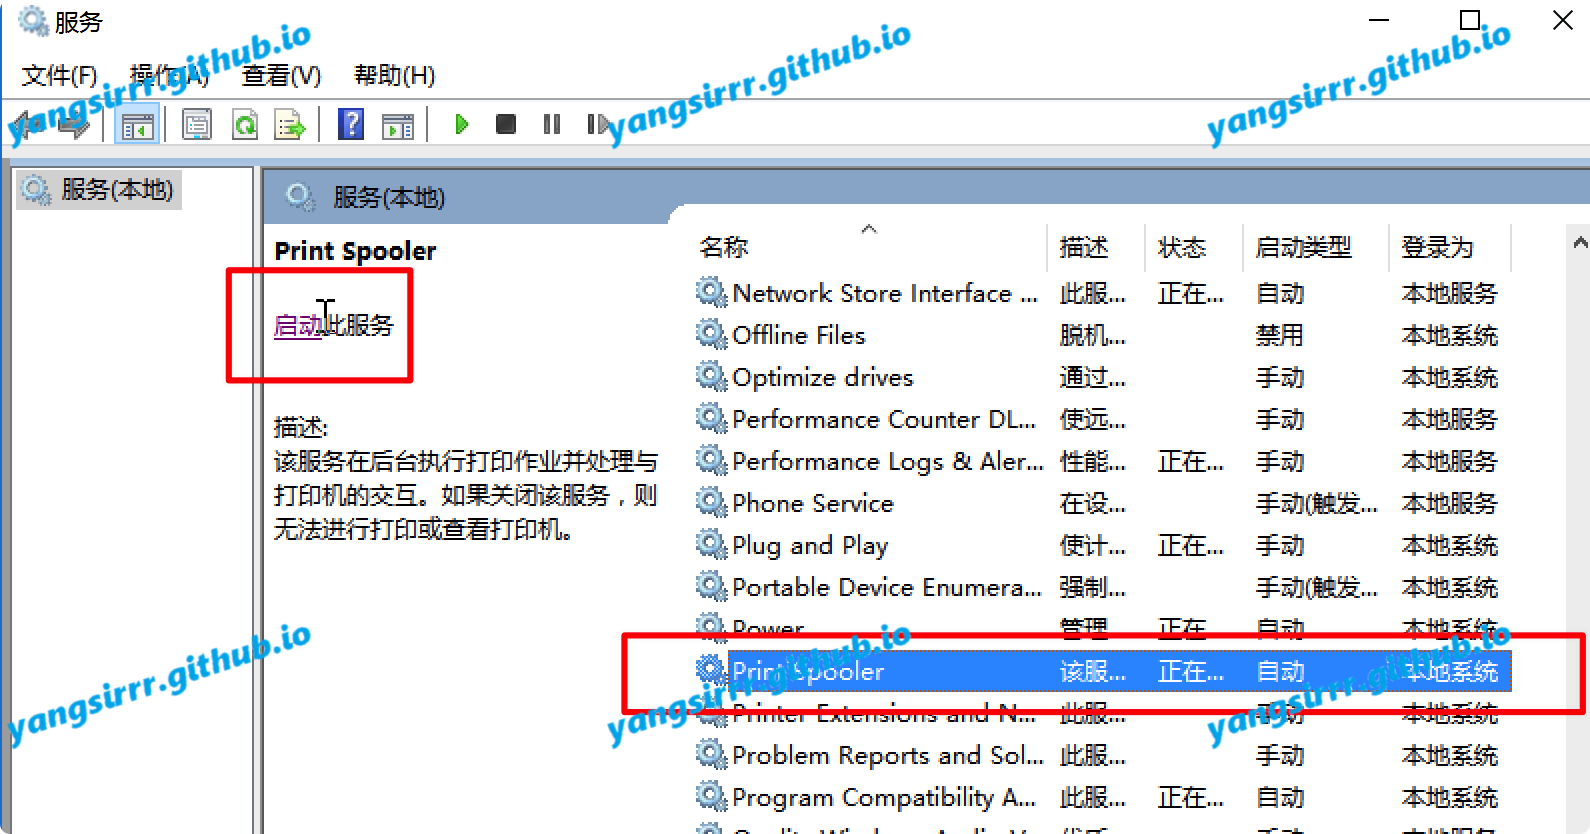 服务
文件(F) 操作(A) 查看(V) 帮助(H)
服务(本地)
服务(本地)
Print Spooler
启动此服务
描述:
该服务在后台执行打印作业并处理与
打印机的交互。如果关闭该服务，则
无法进行打印或查看打印机。
名称 描述 状态 启动类型 登录为
Network Store Interface ... 此服... 正在... 自动 本地服务
Offline Files 脱机... 禁用 本地系统
Optimize drives 通过... 手动 本地系统
Performance Counter DL... 使远... 手动 本地服务
Performance Logs & Aler... 性能... 正在... 手动 本地服务
Phone Service 在设... 手动(触发... 本地服务
Plug and Play 使计... 正在... 手动 本地系统
Portable Device Enumera... 强制... 手动(触发... 本地系统
Power 管理 正在 自动 本地系统
Print Spooler 该服... 正在... 自动 本地系统
Printer Extensions and N... 此服... 手动 本地系统
Problem Reports and Sol... 此服... 手动 本地系统
Program Compatibility A... 此服... 正在... 自动 本地系统
yangsirrr.github.io
yangsirrr.github.io
yangsirrr.github.io
yangsirrr.github.io
yangsirrr.github.io
yangsirrr.github.io